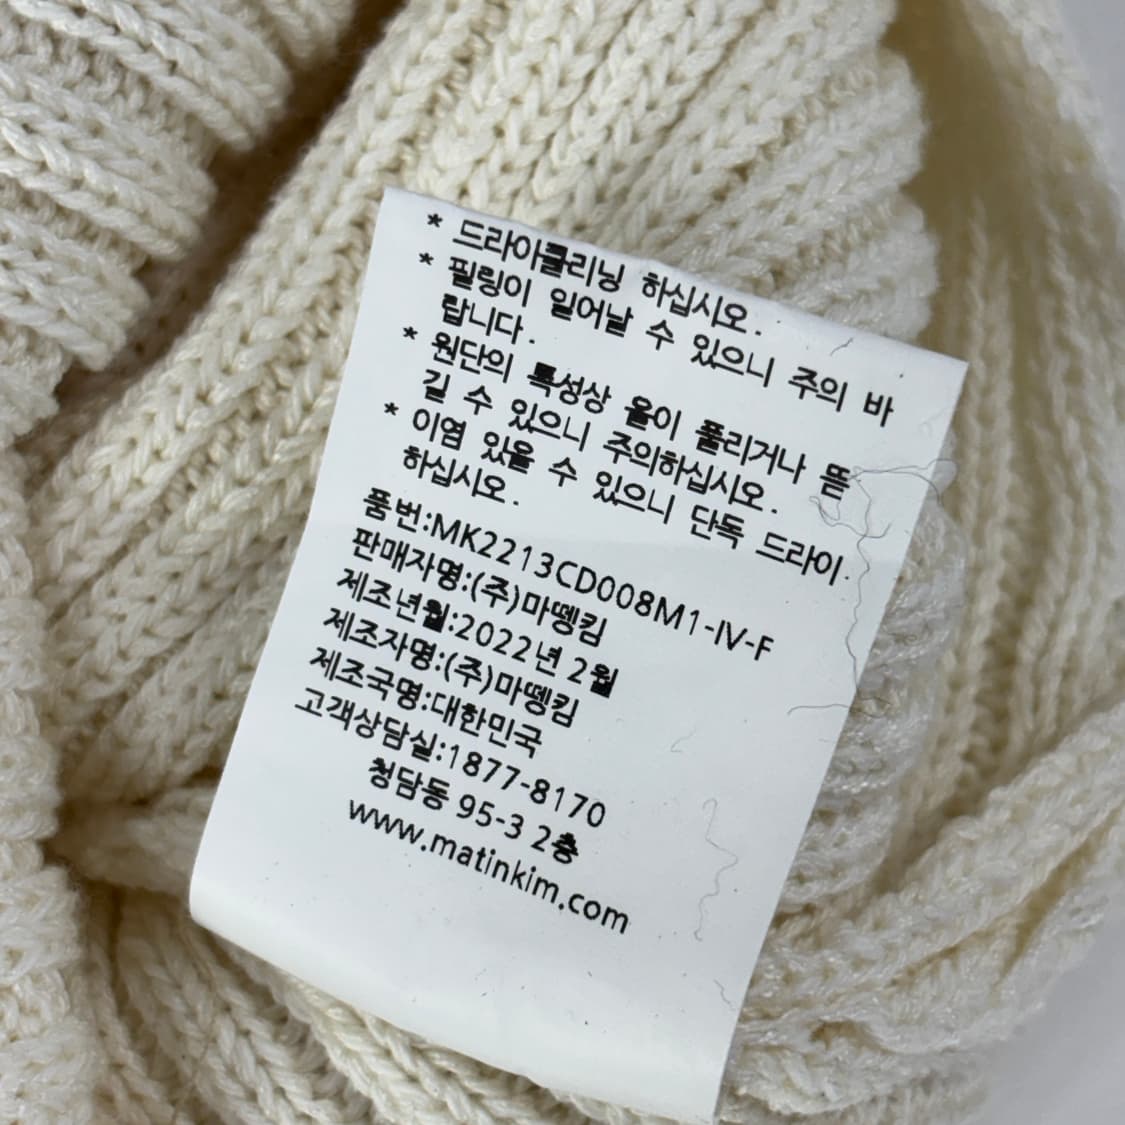 * 드라이클리닝 하십시오.
* 필링이 일어날 수 있으니 주의 바
랍니다.
* 원단의 특성상 올이 풀리거나 뜯
길 수 있으니 주의하십시오.
* 이염 있을 수 있으니 단독 드라이
하십시오.
품번:MK2213CD008M1-IV-F
판매자명:(주)마뗑킴
제조년월:2022년 2월
제조자명:(주)마뗑킴
제조국명:대한민국
고객상담실:1877-8170
청담동 95-3 2층
www.matinkim.com